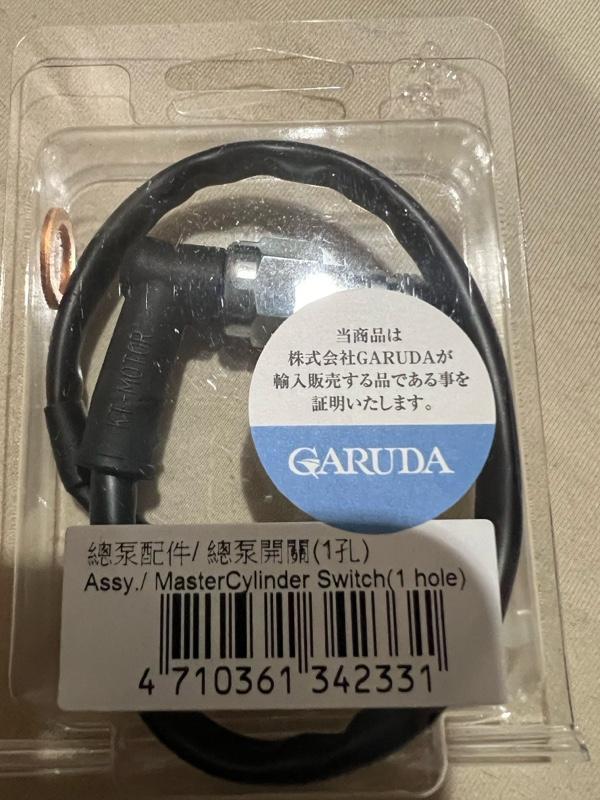 KT-MOTOR
当商品は
株式会社GARUDAが
輸入販売する品である事を
証明いたします。
GARUDA
總泵配件/ 總泵開關(1孔)
Assy./ MasterCylinder Switch(1 hole)
4 710361 342331